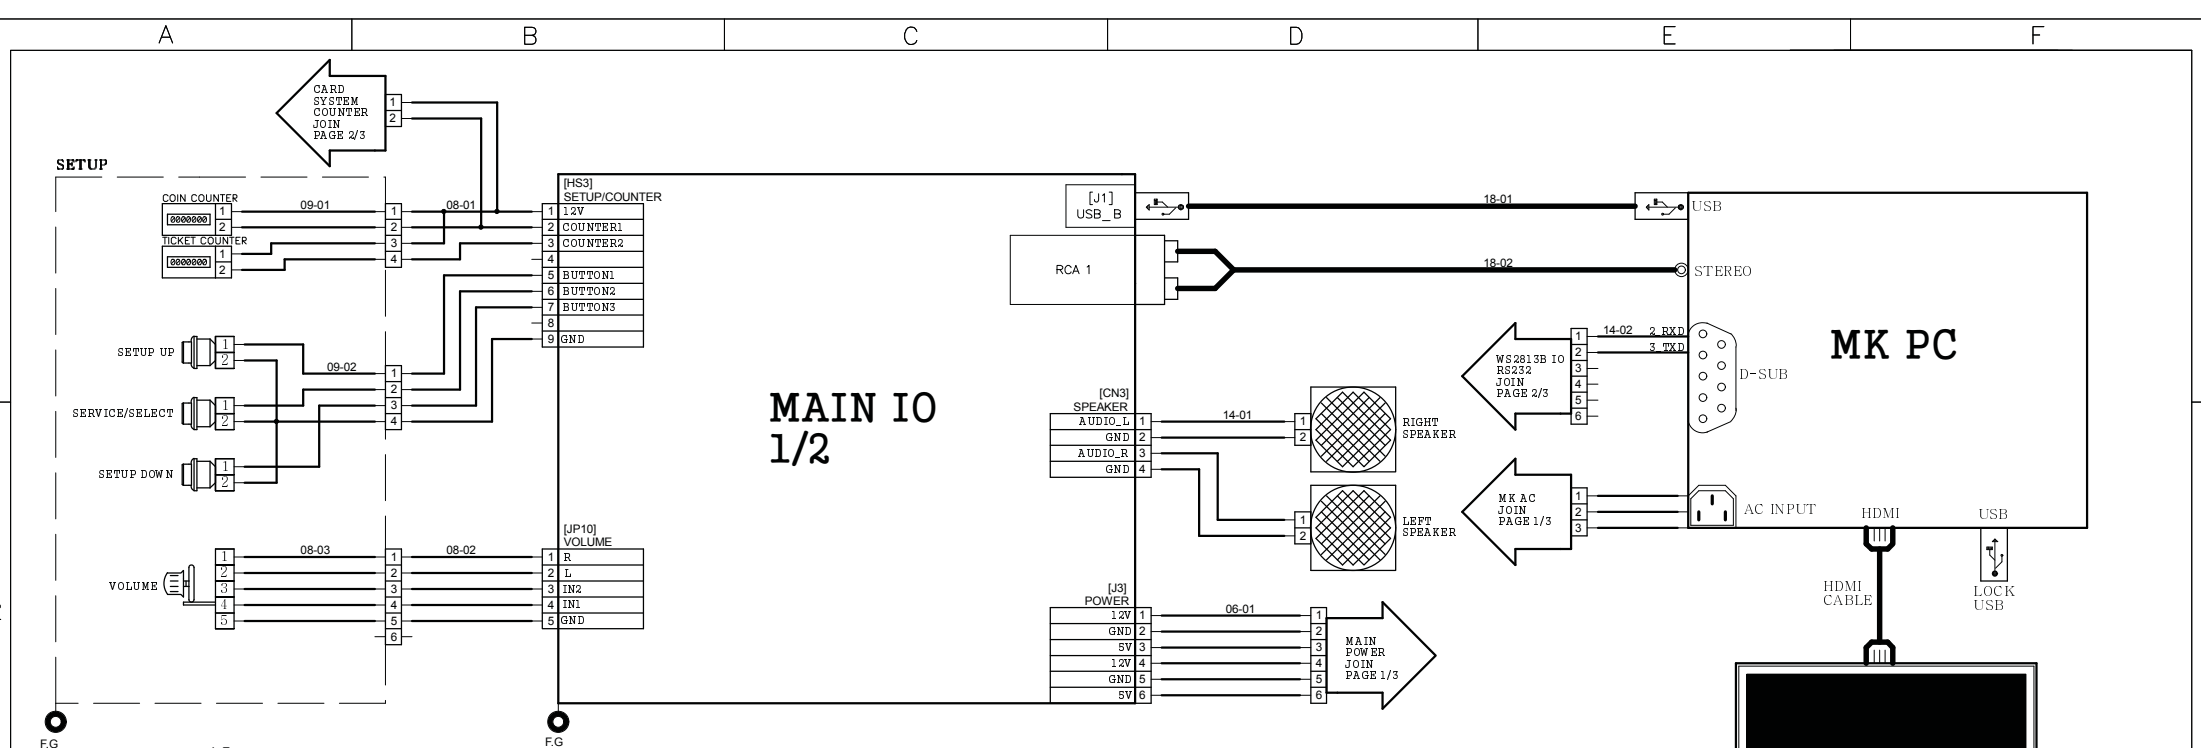 A B C D E F
CARD
SYSTEM
COUNTER
JOIN
PAGE 2/3
1
2
SETUP
COIN COUNTER
0000000
1
2
TICKET COUNTER
0000000
1
2
09-01
1
2
3
4
08-01
SETUP UP
1
2
SERVICE/SELECT
1
2
SETUP DOWN
1
2
09-02
1
2
3
4
VOLUME
1
2
3
4
5
08-03
1
2
3
4
5
6
08-02
F.G
[HS3]
SETUP/COUNTER
1 12V
2 COUNTER1
3 COUNTER2
4
5 BUTTON1
6 BUTTON2
7 BUTTON3
8
9 GND
[JP10]
VOLUME
1 R
2 L
3 IN2
4 IN1
5 GND
F.G
MAIN IO
1/2
[J1]
USB_B
RCA 1
[CN3]
SPEAKER
AUDIO_L 1
GND 2
AUDIO_R 3
GND 4
[J3]
POWER
12V 1
GND 2
5V 3
12V 4
GND 5
5V 6
18-01
18-02
14-01
1
2
RIGHT
SPEAKER
1
2
LEFT
SPEAKER
06-01
1
2
3
4
5
6
MAIN
POWER
JOIN
PAGE 1/3
WS2813B IO
RS232
JOIN
PAGE 2/3
1
2
3
4
5
6
14-02
2_RXD
3_TXD
MK AC
JOIN
PAGE 1/3
1
2
3
USB
STEREO
D-SUB
AC INPUT
MK PC
HDMI
USB
HDMI
CABLE
LOCK
USB